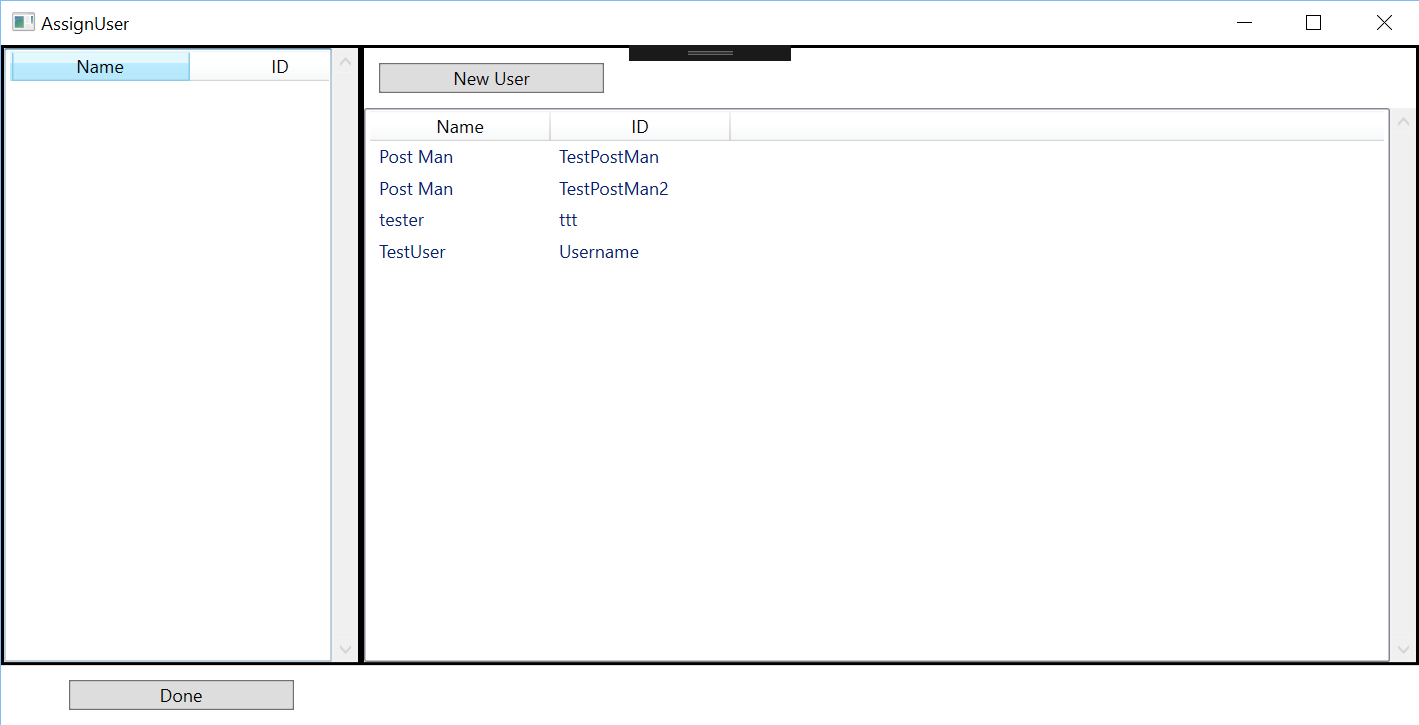 AssignUser
Name ID
New User
Name ID
Post Man TestPostMan
Post Man TestPostMan2
tester ttt
TestUser Username
Done